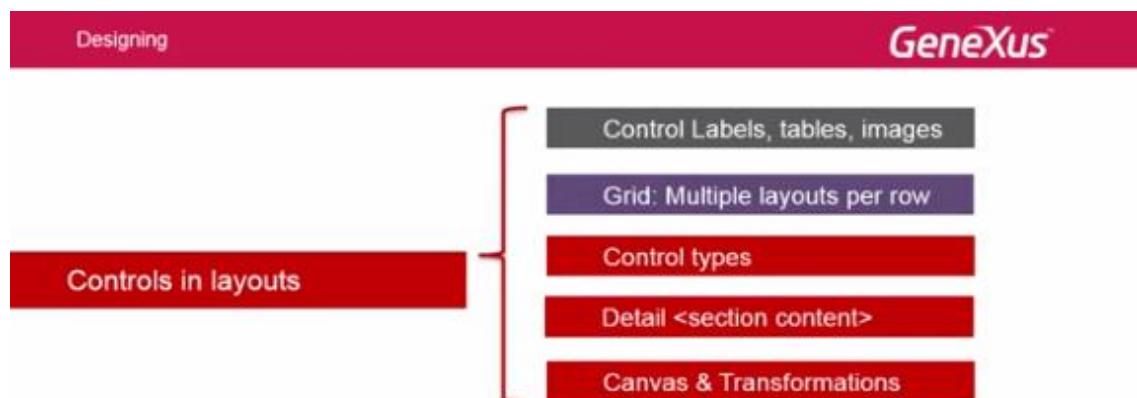 Designing
GeneXus
Control Labels, tables, images
Grid: Multiple layouts per row
Control types
Controls in layouts
Detail <section content>
Canvas & Transformations